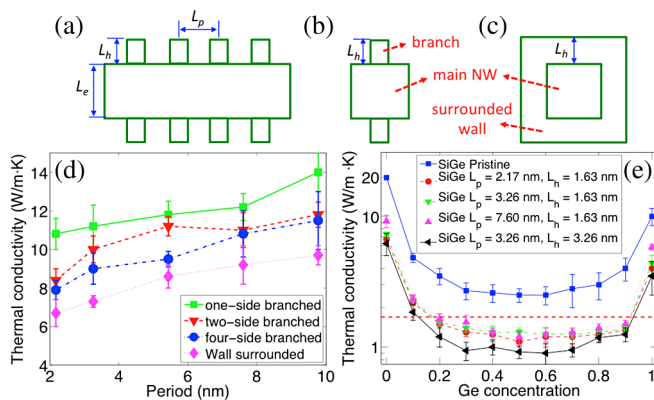 (a)
L_p
L_h
L_e
(b)
L_h
branch
main NW
surrounded
wall
(c)
L_h
(d)
Thermal conductivity (W/m·K)
14
12
10
8
6
4
2
4
6
8
10
Period (nm)
one-side branched
two-side branched
four-side branched
Wall surrounded
(e)
Thermal conductivity (W/m·K)
20
10
1
0
0.2
0.4
0.6
0.8
1
Ge concentration
SiGe Pristine
SiGe L_p = 2.17 nm, L_h = 1.63 nm
SiGe L_p = 3.26 nm, L_h = 1.63 nm
SiGe L_p = 7.60 nm, L_h = 1.63 nm
SiGe L_p = 3.26 nm, L_h = 3.26 nm